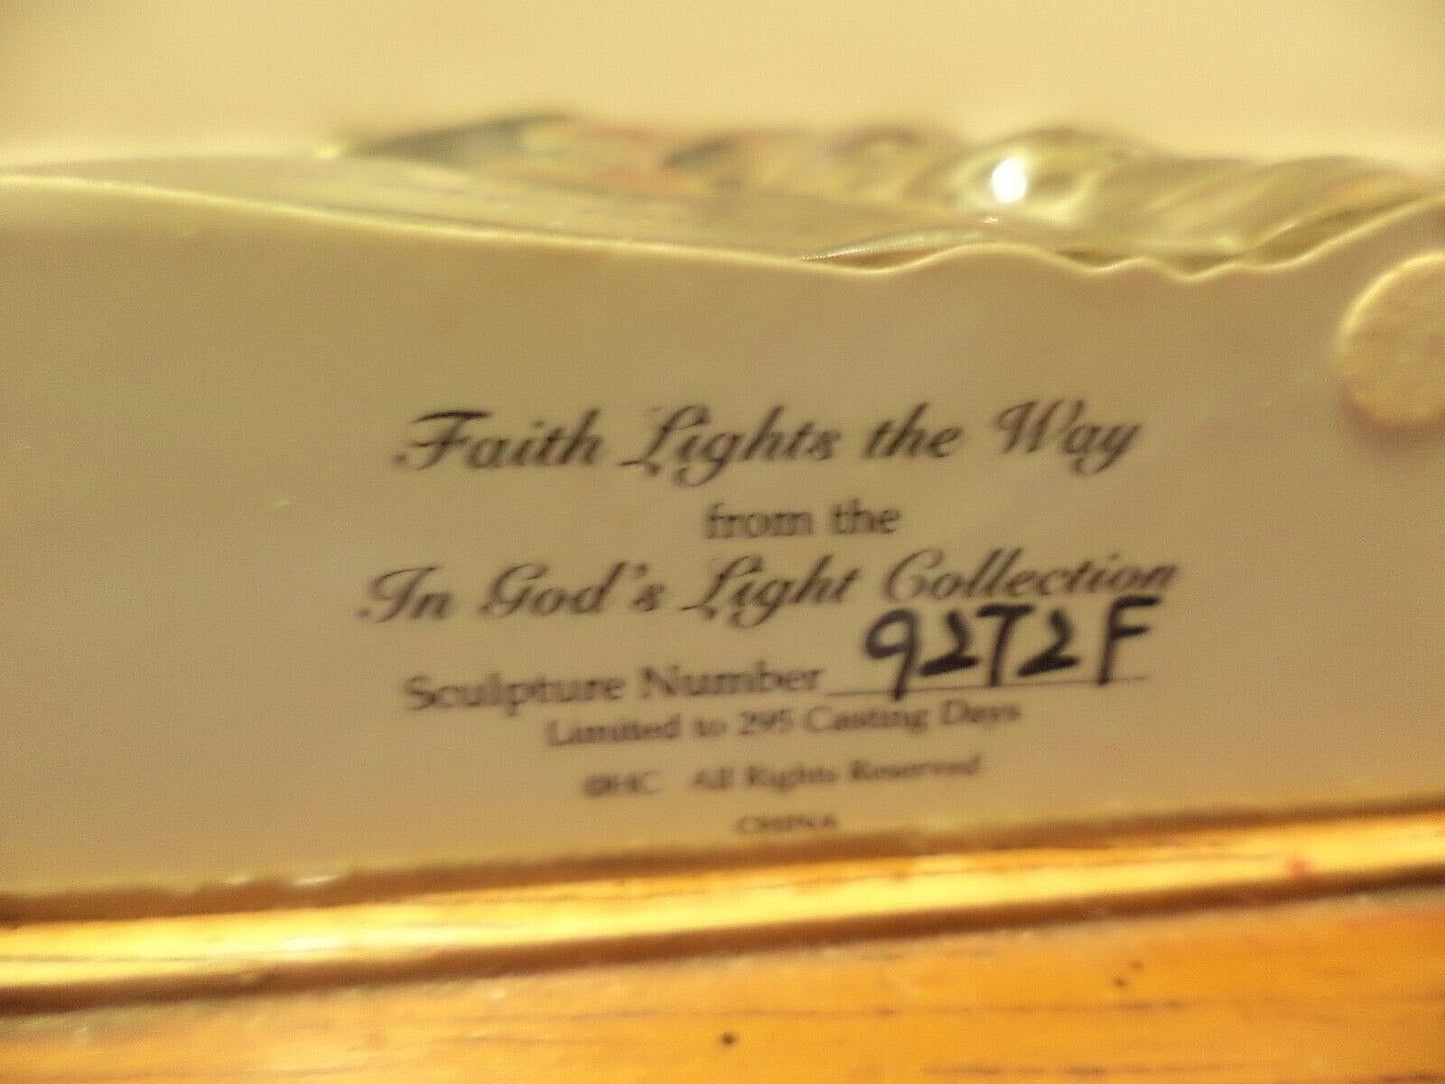 Faith Lights the Way
from the
In God's Light Collection
Sculpture Number 92T2F
Limited to 295 Casting Days
©HC All Rights Reserved
CHINA